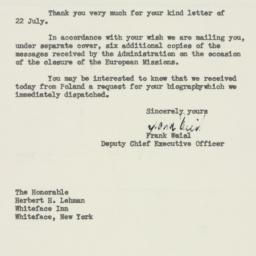 Thank you very much for your kind letter of
22 July.
In accordance with your wish we are mailing you,
under separate cover, six additional copies of the
messages received by the Administration on the occasion
of the closure of the European Missions.
You may be interested to know that we received
today from Poland a request for your biographywhich we
immediately dispatched.
Sincerely yours
Frank Weisl
Deputy Chief Executive Officer
The Honorable
Herbert H. Lehman
Whiteface Inn
Whiteface, New York